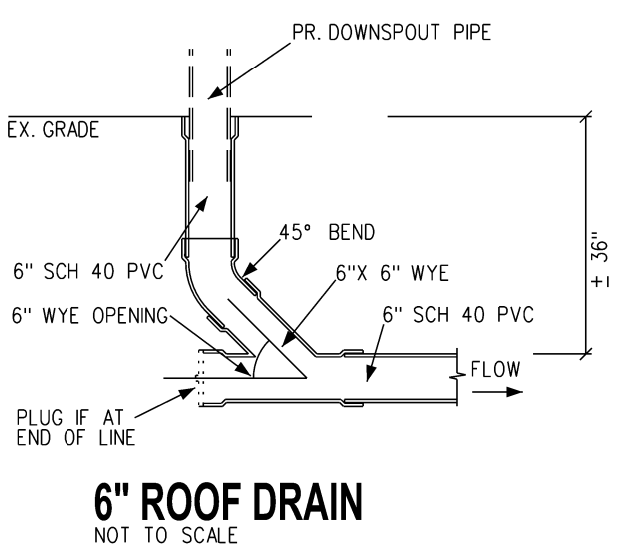 PR. DOWNSPOUT PIPE
EX. GRADE
45° BEND
± 36"
6" SCH 40 PVC
6"X 6" WYE
6" WYE OPENING
6" SCH 40 PVC
FLOW
PLUG IF AT
END OF LINE
6" ROOF DRAIN
NOT TO SCALE